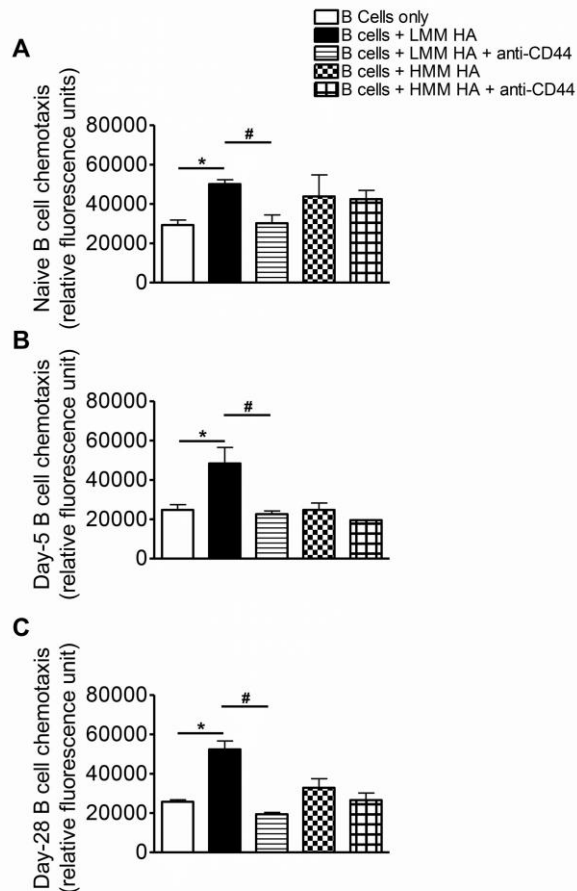 B Cells only
B cells + LMM HA
B cells + LMM HA + anti-CD44
B cells + HMM HA
B cells + HMM HA + anti-CD44
A
Naive B cell chemotaxis
(relative fluorescence units)
80000
60000
40000
20000
0
*
#
B
Day-5 B cell chemotaxis
(relative fluorescence unit)
80000
60000
40000
20000
0
*
#
C
Day-28 B cell chemotaxis
(relative fluorescence unit)
80000
60000
40000
20000
0
*
#